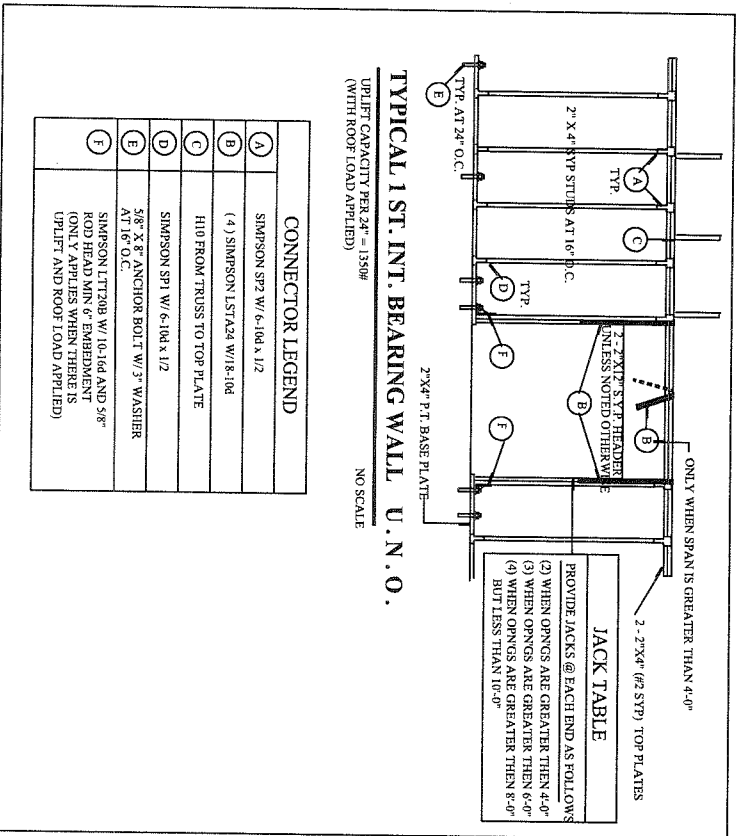 ONLY WHEN SPAN IS GREATER THAN 4'-0"
2 - 2"X4" (#2 SYP) TOP PLATES
A
TYP.
C
B
2 - 2"X12" S.Y.P. HEADER
UNLESS NOTED OTHERWISE
2" X 4" SYP STUDS AT 16" O.C.
B
D
TYP.
F
F
E
TYP. AT 24" O.C.
2"X4" P.T. BASE PLATE
JACK TABLE
PROVIDE JACKS @ EACH END AS FOLLOWS
(2) WHEN OPN'GS ARE GREATER THEN 4'-0"
(3) WHEN OPN'GS ARE GREATER THEN 6'-0"
(4) WHEN OPN'GS ARE GREATER THEN 8'-0"
BUT LESS THAN 10'-0"
TYPICAL 1 ST. INT. BEARING WALL U.N.O.
UPLIFT CAPACITY PER 24" = 1350#
(WITH ROOF LOAD APPLIED)
NO SCALE
CONNECTOR LEGEND
A SIMPSON SP2 W/ 6-10d x 1/2
B (4) SIMPSON LSTA24 W/18-10d
C H10 FROM TRUSS TO TOP PLATE
D SIMPSON SP1 W/ 6-10d x 1/2
E 5/8" X 8" ANCHOR BOLT W/ 3" WASHER
AT 16" O.C.
F SIMPSON LTT20B W/ 10-16d AND 5/8"
ROD HEAD MIN 6" EMBEDMENT
(ONLY APPLIES WHEN THERE IS
UPLIFT AND ROOF LOAD APPLIED)